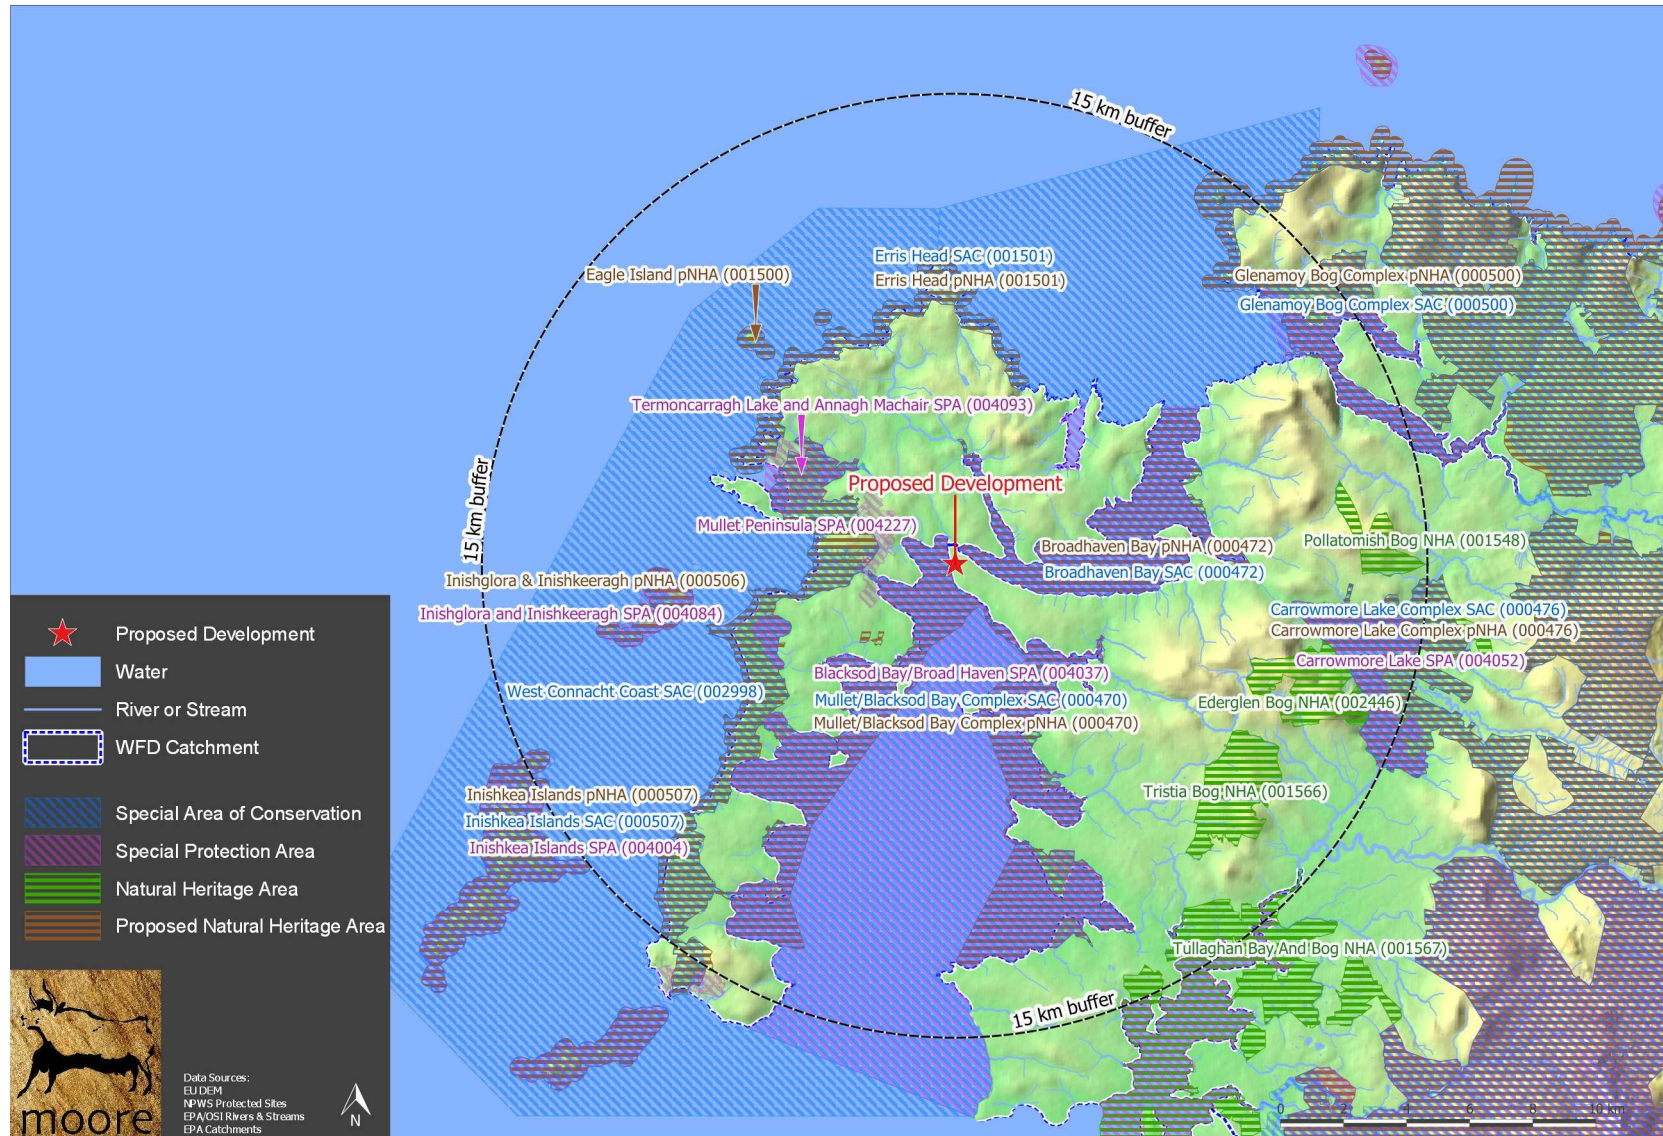 15 km buffer
Erris Head SAC (001501)
Eagle Island pNHA (001500)
Erris Head pNHA (001501)
Glenamoy Bog Complex pNHA (000500)
Glenamoy Bog Complex SAC (000500)
Termoncarragh Lake and Annagh Machair SPA (004093)
Proposed Development
15 km buffer
Mullet Peninsula SPA (004227)
Broadhaven Bay pNHA (000472)
Pollatomish Bog NHA (001548)
Broadhaven Bay SAC (000472)
Inishglora & Inishkeeragh pNHA (000506)
Inishglora and Inishkeeragh SPA (004084)
Carrowmore Lake Complex SAC (000476)
Carrowmore Lake Complex pNHA (000476)
Carrowmore Lake SPA (004052)
Blacksod Bay/Broad Haven SPA (004037)
West Connacht Coast SAC (002998)
Mullet/Blacksod Bay Complex SAC (000470)
Ederglen Bog NHA (002446)
Mullet/Blacksod Bay Complex pNHA (000470)
Tristia Bog NHA (001566)
Inishkea Islands pNHA (000507)
Inishkea Islands SAC (000507)
Inishkea Islands SPA (004004)
Tullaghan Bay And Bog NHA (001567)
15 km buffer
Proposed Development
Water
River or Stream
WFD Catchment
Special Area of Conservation
Special Protection Area
Natural Heritage Area
Proposed Natural Heritage Area
moore
Data Sources:
EU DEM
NPWS Protected Sites
EPA/OSI Rivers & Streams
EPA Catchments
N
0 2 4 6 8 10 km